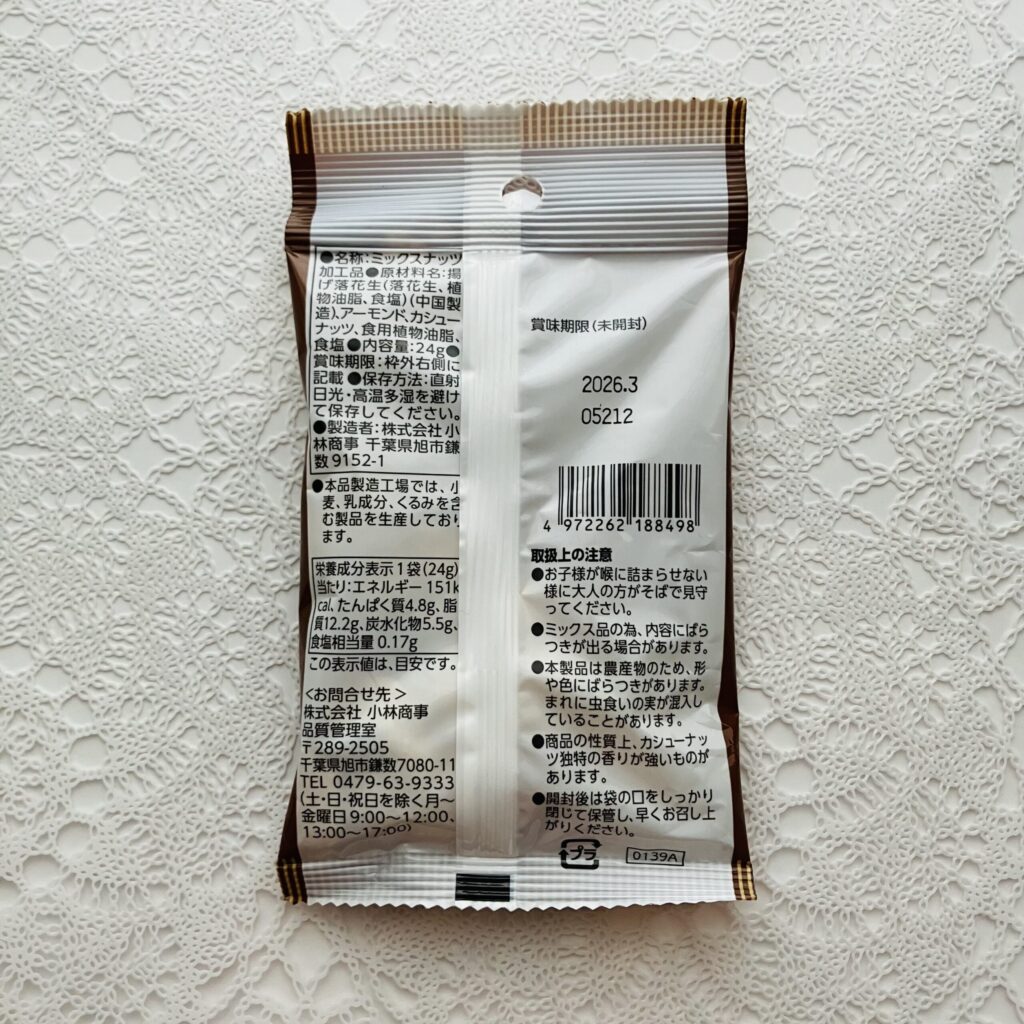 ●名称:ミックスナッツ
加工品●原材料名:揚
げ落花生(落花生、植
物油脂、食塩)(中国製
造)、アーモンド、カシュー
ナッツ、食用植物油脂、
食塩●内容量:24g●
賞味期限:枠外右側に
記載●保存方法:直射
日光・高温多湿を避け
て保存してください。
●製造者:株式会社 小
林商事 千葉県旭市鎌
数9152-1
●本品製造工場では、小
麦、乳成分、くるみを含
む製品を生産しており
ます。
栄養成分表示1袋(24g)
当たり:エネルギー 151k
cal、たんぱく質4.8g、脂
質12.2g、炭水化物5.5g、
食塩相当量 0.17g
この表示値は、目安です。
<お問合せ先>
株式会社 小林商事
品質管理室
〒289-2505
千葉県旭市鎌数7080-11
TEL 0479-63-9333
(土・日・祝日を除く月~
金曜日9:00~12:00、
13:00~17:00)
賞味期限(未開封)
2026.3
05212
4 972262 188498
取扱上の注意
●お子様が喉に詰まらせない
様に大人の方がそばで見守
ってください。
●ミックス品の為、内容にばら
つきが出る場合があります。
●本製品は農産物のため、形
や色にばらつきがあります。
まれに虫食いの実が混入し
ていることがあります。
●商品の性質上、カシューナッ
ツ独特の香りが強いものが
あります。
●開封後は袋の口をしっかり
閉じて保管し、早くお召し上
がりください。
プラ
0139A